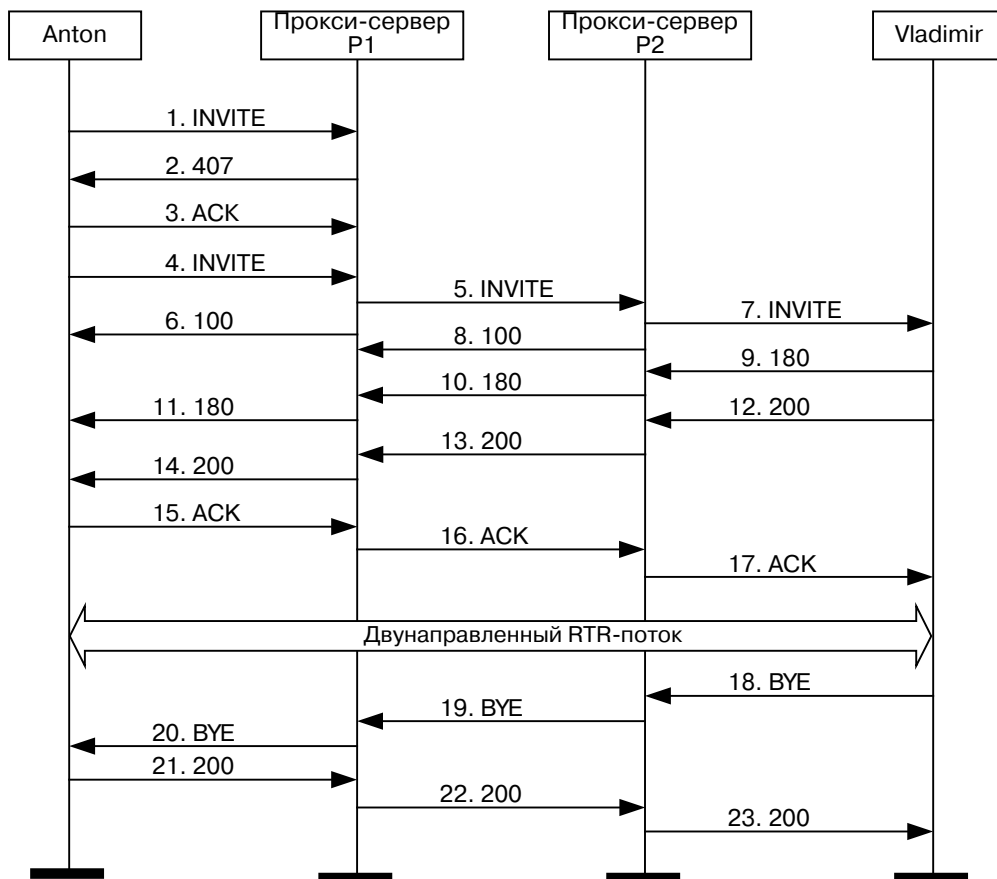 Anton
Прокси-сервер
P1
Прокси-сервер
P2
Vladimir
1. INVITE
2. 407
3. ACK
4. INVITE
5. INVITE
6. 100
7. INVITE
8. 100
9. 180
10. 180
11. 180
12. 200
13. 200
14. 200
15. ACK
16. ACK
17. ACK
Двунаправленный RTR-поток
18. BYE
19. BYE
20. BYE
21. 200
22. 200
23. 200